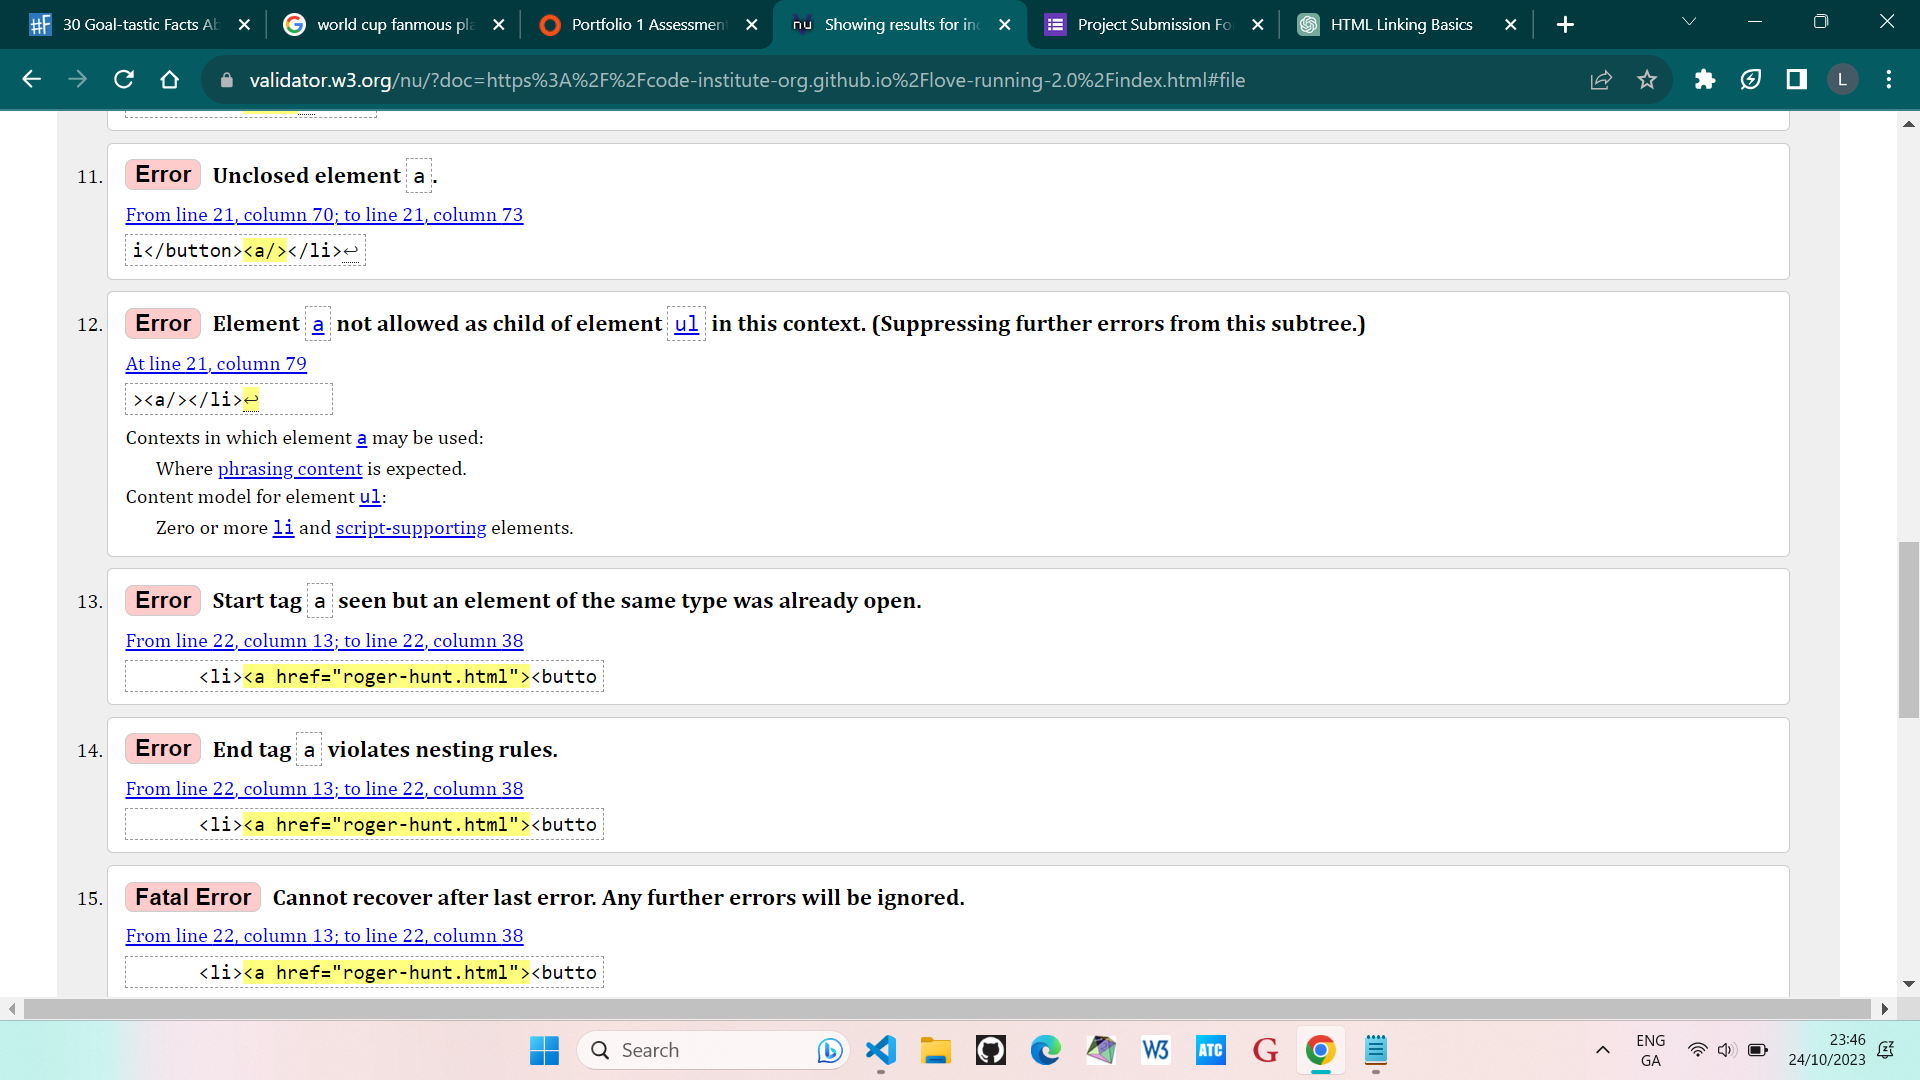 30 Goal-tastic Facts Ab
world cup fanmous pla
Portfolio 1 Assessment
nu Showing results for in
Project Submission Fo
HTML Linking Basics
validator.w3.org/nu/?doc=https%3A%2F%2Fcode-institute-org.github.io%2Flove-running-2.0%2Findex.html#file
L
11. Error Unclosed element a.
From line 21, column 70; to line 21, column 73
i</button><a/></li>↩
12. Error Element a not allowed as child of element ul in this context. (Suppressing further errors from this subtree.)
At line 21, column 79
><a/></li>↩
Contexts in which element a may be used:
Where phrasing content is expected.
Content model for element ul:
Zero or more li and script-supporting elements.
13. Error Start tag a seen but an element of the same type was already open.
From line 22, column 13; to line 22, column 38
<li><a href="roger-hunt.html"><butto
14. Error End tag a violates nesting rules.
From line 22, column 13; to line 22, column 38
<li><a href="roger-hunt.html"><butto
15. Fatal Error Cannot recover after last error. Any further errors will be ignored.
From line 22, column 13; to line 22, column 38
<li><a href="roger-hunt.html"><butto
Search
W3
ATC
G
ENG
GA
23:46
24/10/2023